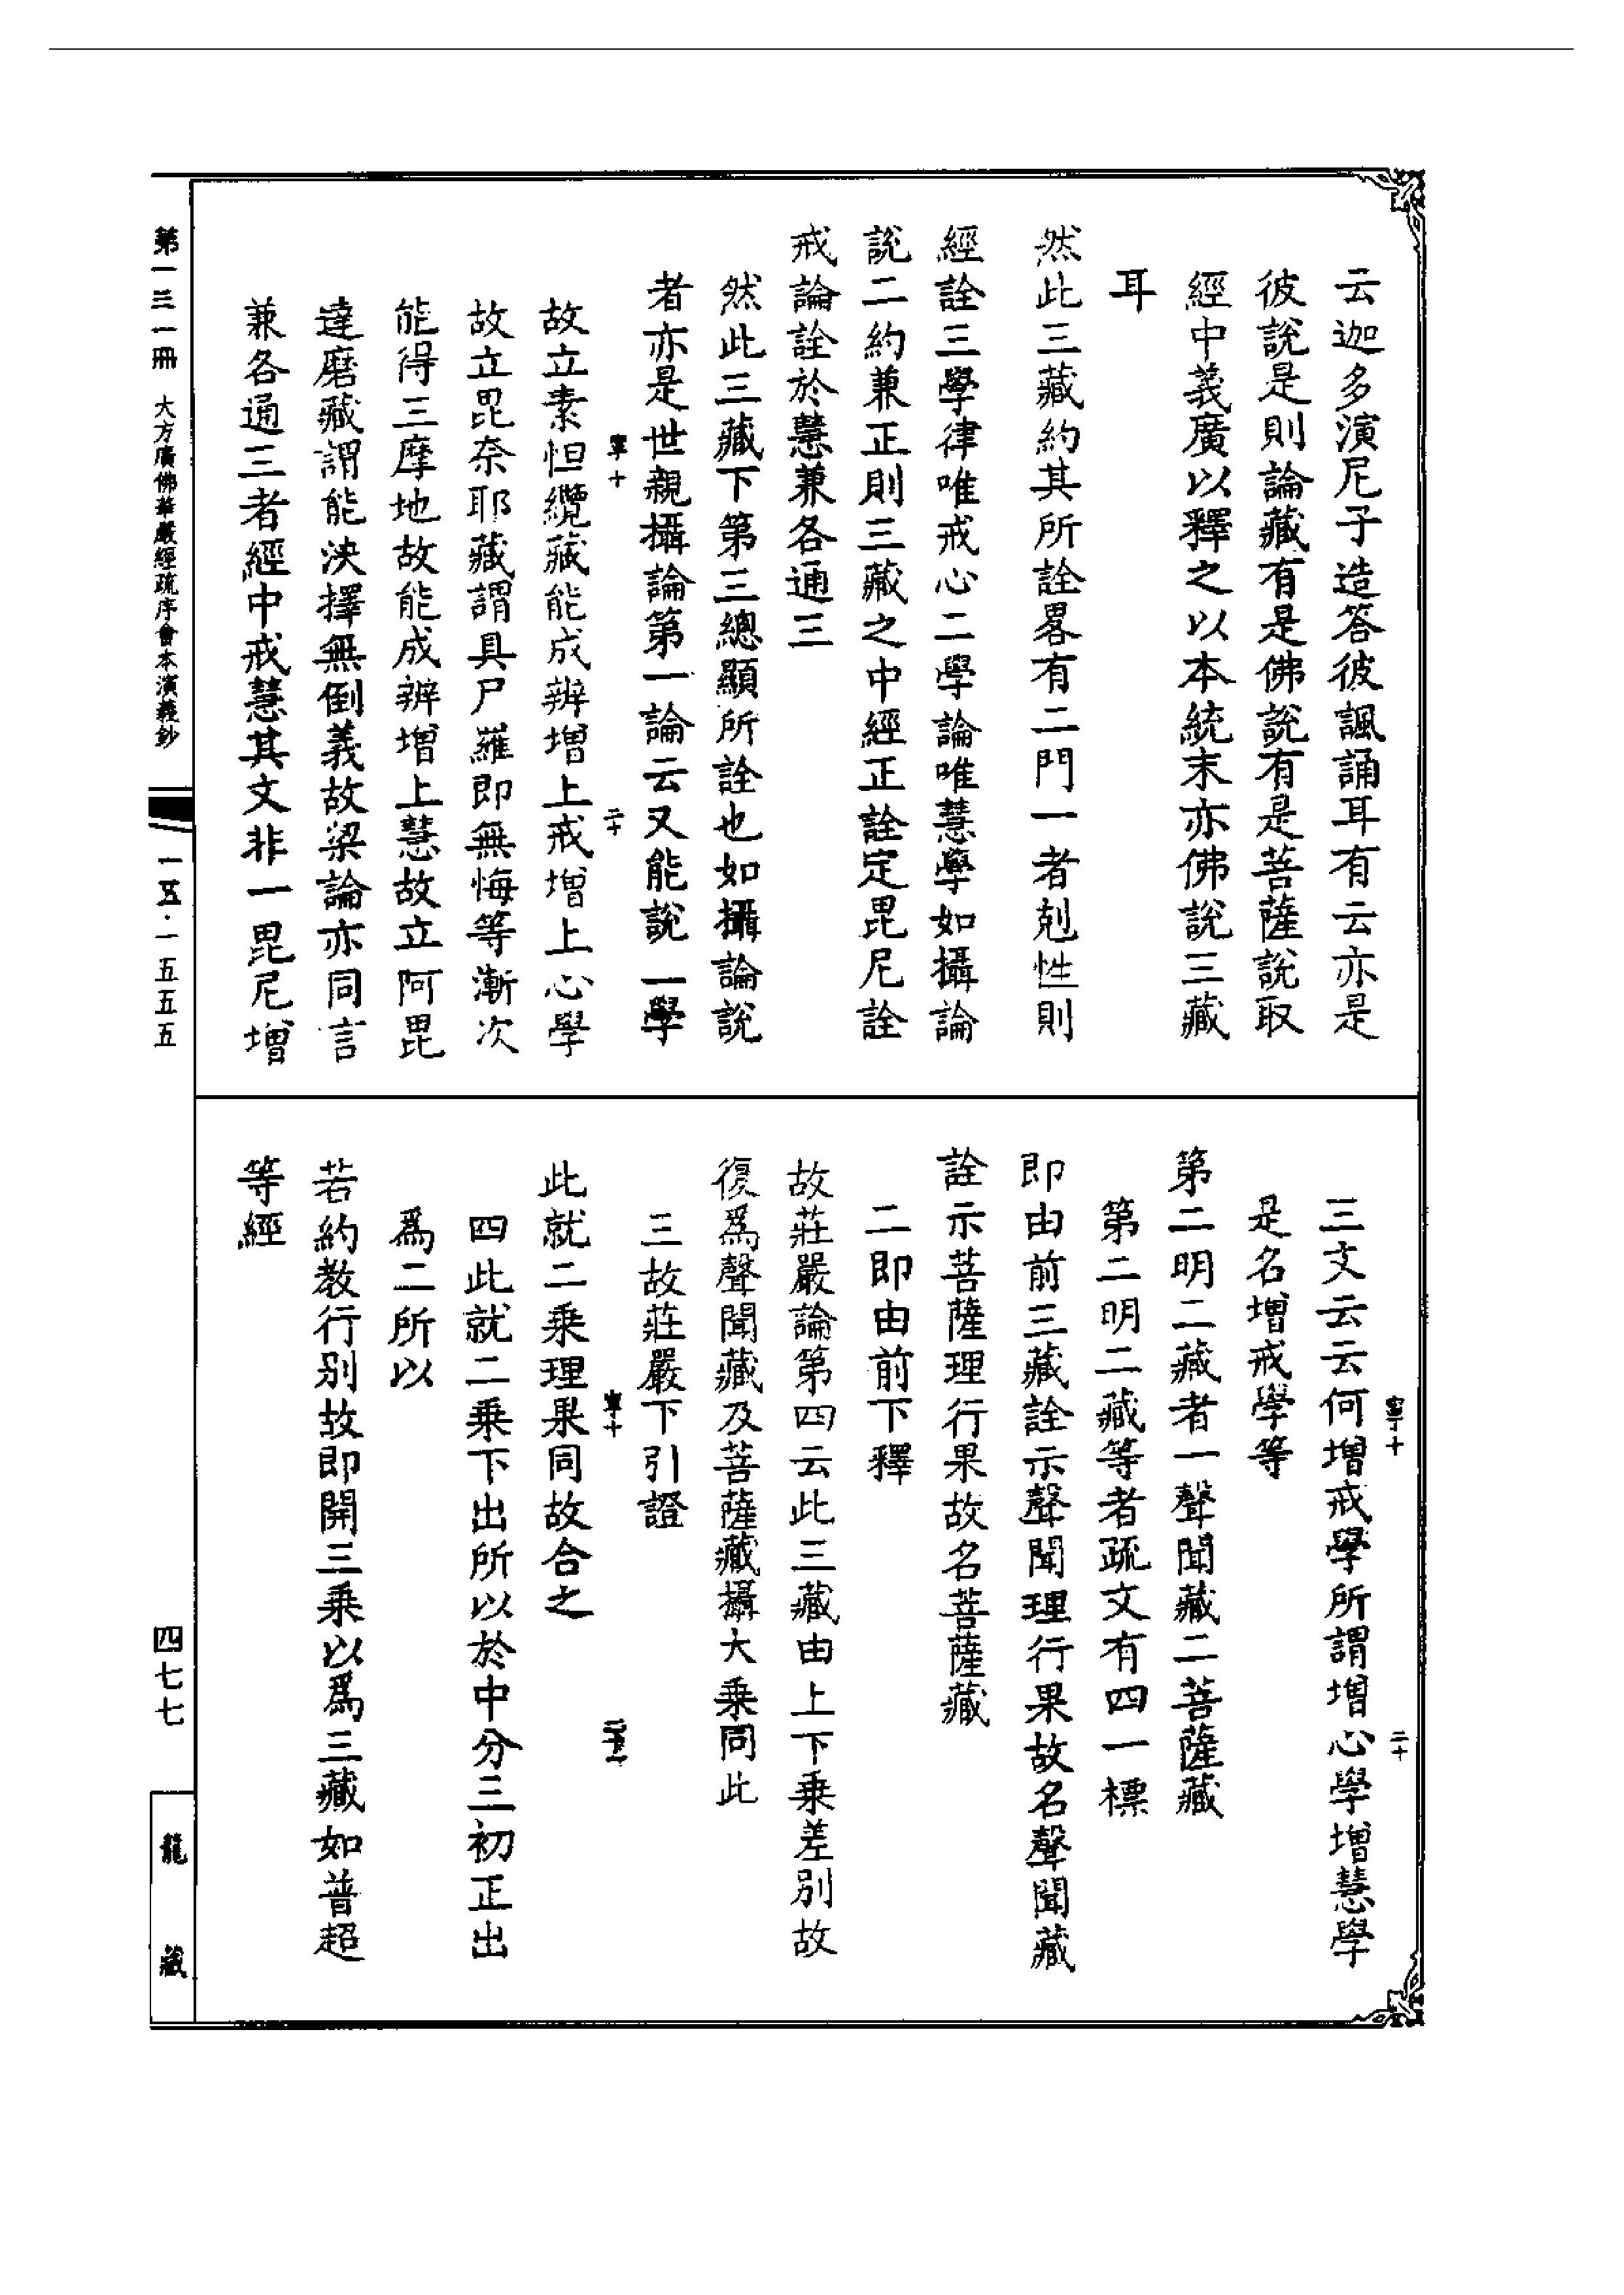 云迦多演尼子造答彼諷誦耳有云亦是
彼說是則論藏有是佛說有是菩薩說取
經中義廣以釋之以本統末亦佛說三藏
耳
然此三藏約其所詮畧有二門一者剋性則
經詮三學律唯戒心二學論唯慧學如攝論
說二約兼正則三藏之中經正詮定毘尼詮
戒論詮於慧兼各通三
然此三藏下第三總顯所詮也如攝論說
者亦是世親攝論第一論云又能說一學
寧十
二十
故立素怛纜藏能成辨增上戒增上心學
故立毘奈耶藏謂具尸羅即無悔等漸次
能得三摩地故能成辨增上慧故立阿毘
達磨藏謂能決擇無倒義故梁論亦同言
兼各通三者經中戒慧其文非一毘尼增
寧十
二十
三文云云何增戒學所謂增心學增慧學
是名增戒學等
第二明二藏者一聲聞藏二菩薩藏
第二明二藏等者疏文有四一標
即由前三藏詮示聲聞理行果故名聲聞藏
詮示菩薩理行果故名菩薩藏
二即由前下釋
故莊嚴論第四云此三藏由上下乘差別故
復爲聲聞藏及菩薩藏攝大乘同此
三故莊嚴下引證
寧十
二十一
此就二乘理果同故合之
四此就二乘下出所以於中分三初正出
爲二所以
若約教行別故即開三乘以爲三藏如普超
等經
第一三一冊 大方廣佛華嚴經疏序會本演義鈔
一五五·一五五五
四七七
龍藏